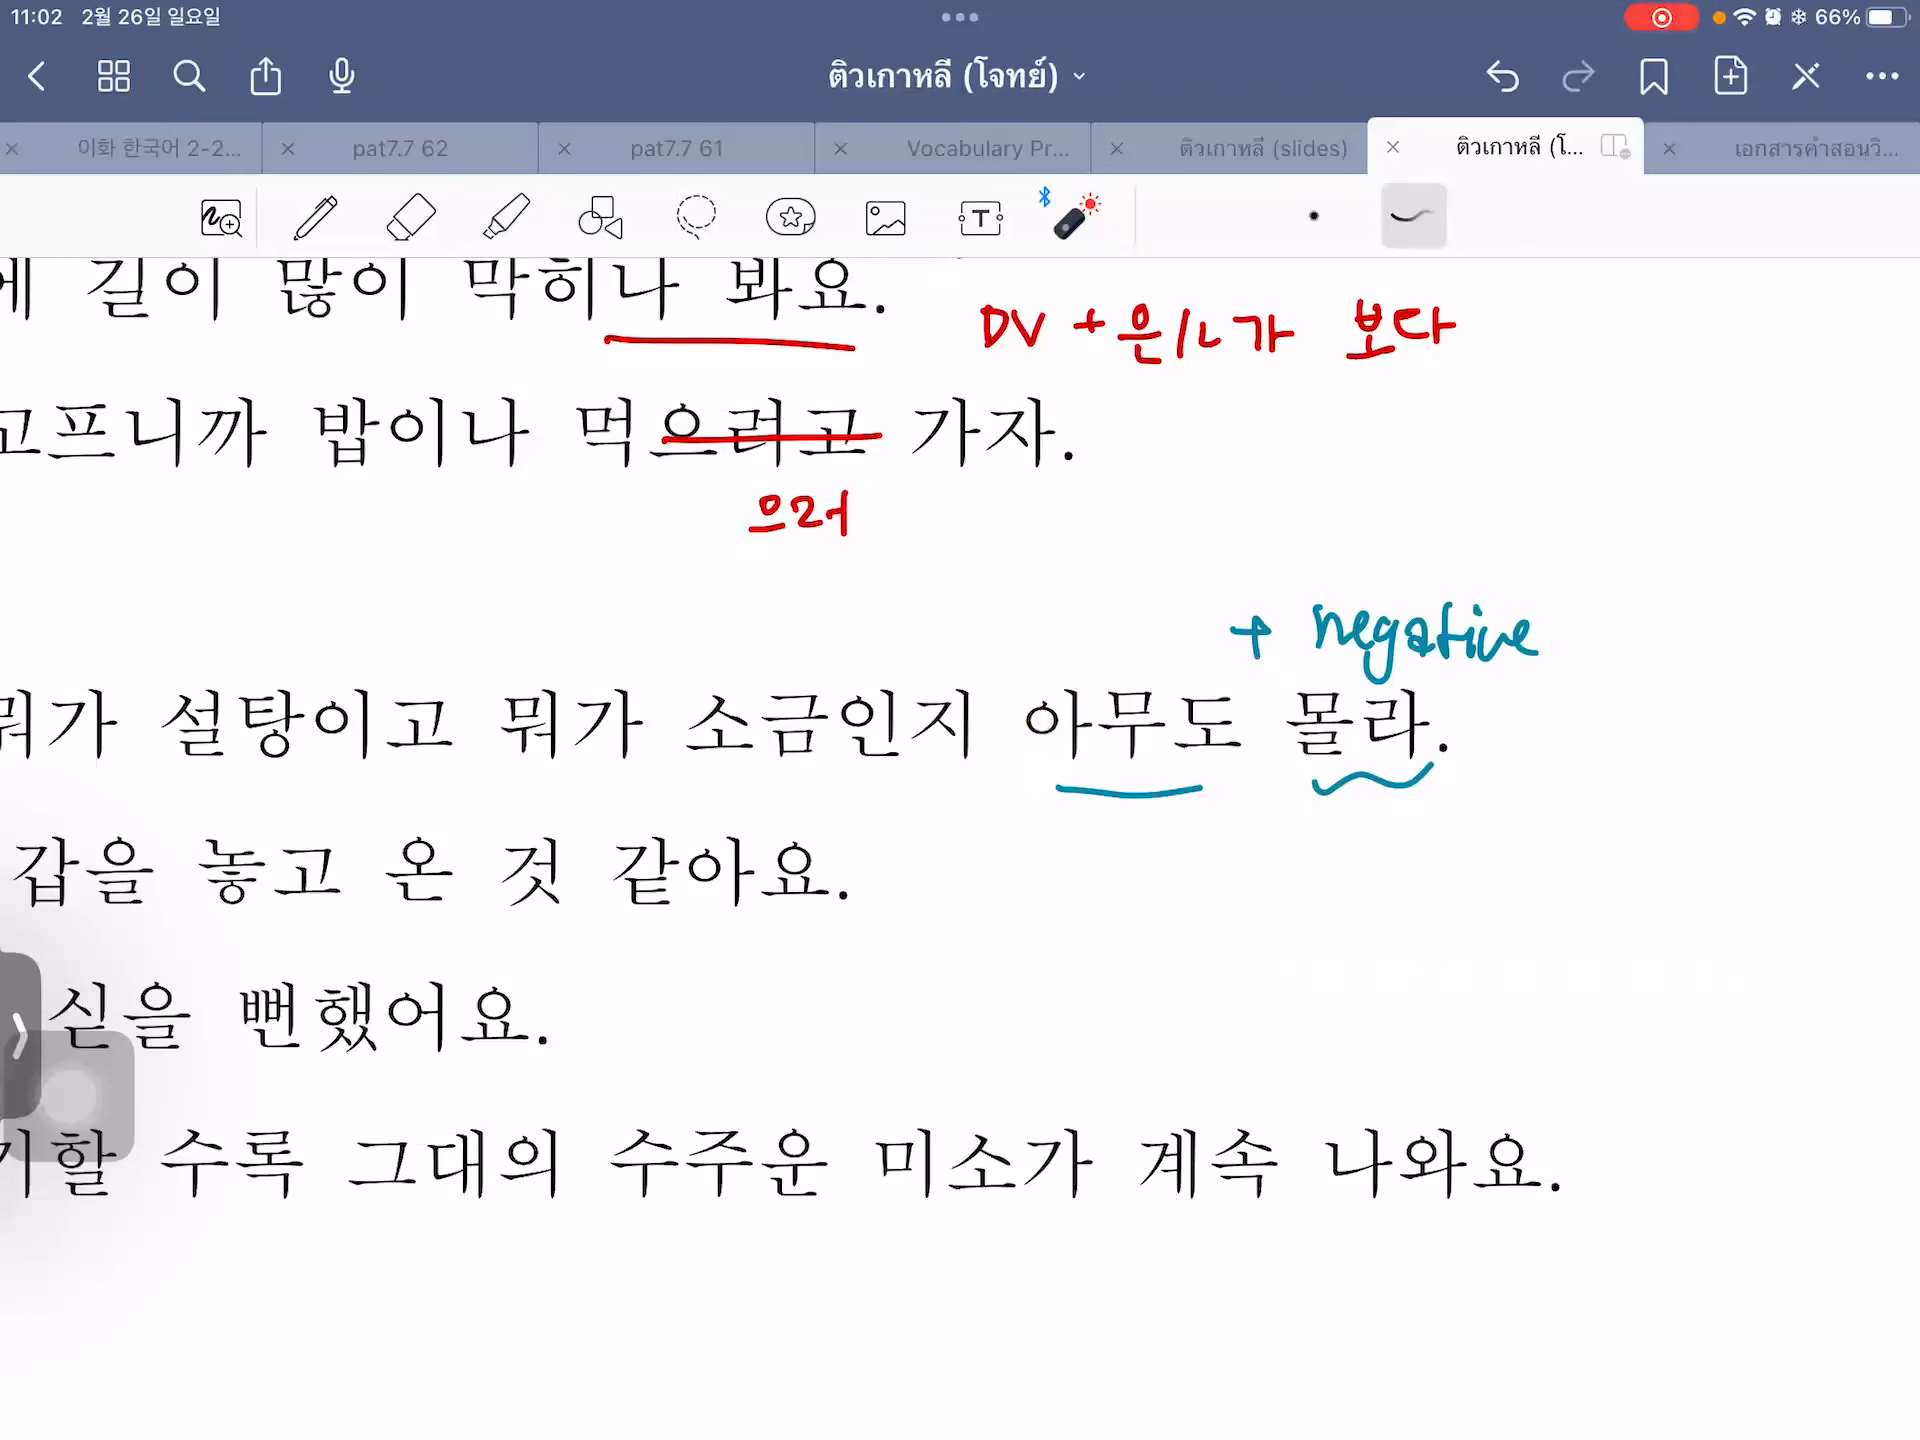 11:02 2월 26일 일요일 66%
ติวเกาหลี (โจทย์)
이화 한국어 2-2... pat7.7 62 pat7.7 61 Vocabulary Pr... ติวเกาหลี (slides) ติวเกาหลี (โ... เอกสารคำสอนวิ...
에 길이 많이 막히나 봐요.
DV + 은/ㄴ가 보다
고프니까 밥이나 먹으려고 가자.
으러
+ negative
뭐가 설탕이고 뭐가 소금인지 아무도 몰라.
갑을 놓고 온 것 같아요.
신을 뻔했어요.
기할 수록 그대의 수주운 미소가 계속 나와요.